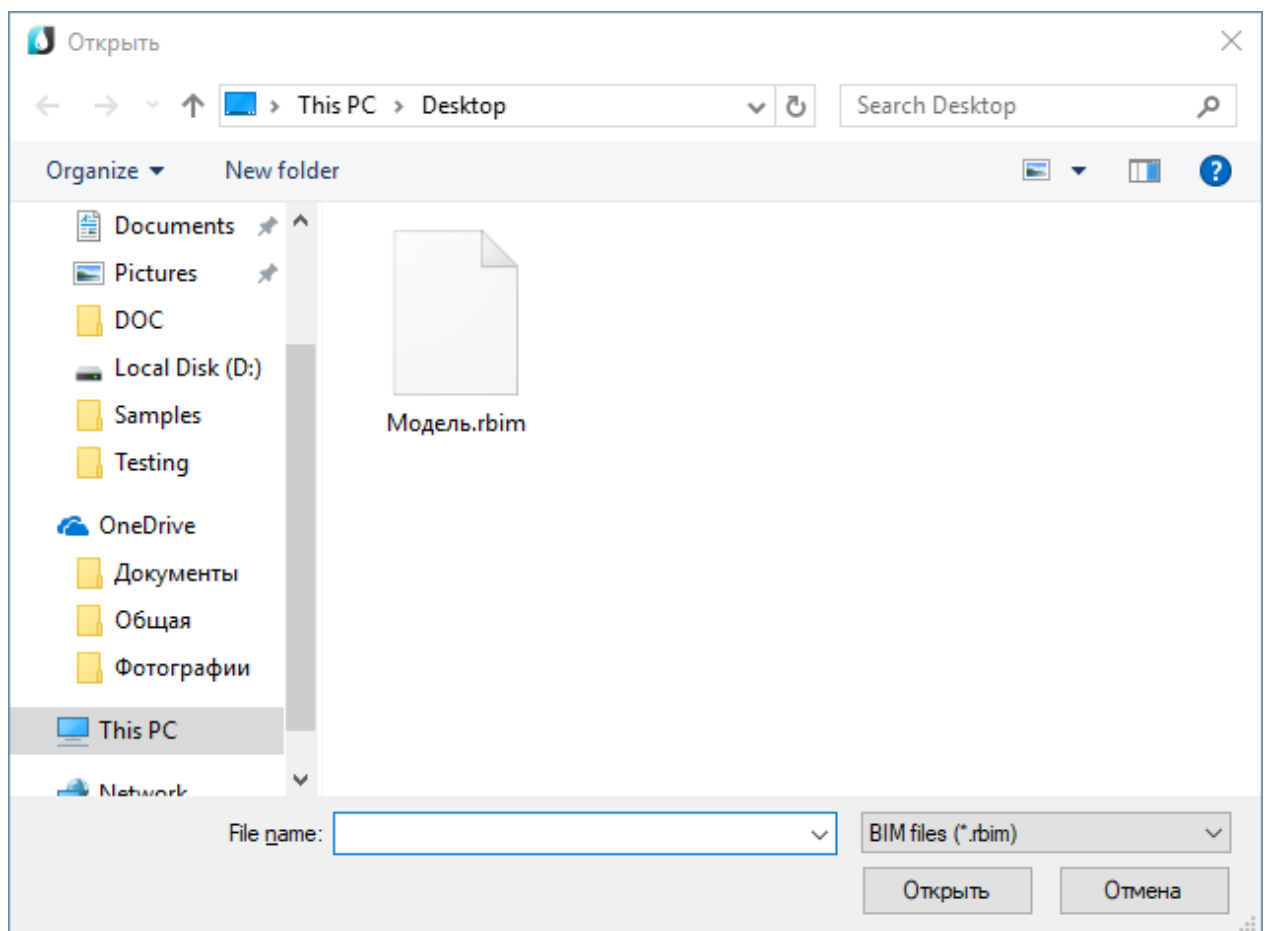 Открыть
This PC > Desktop
Search Desktop
Organize
New folder
Documents
Pictures
DOC
Local Disk (D:)
Samples
Testing
OneDrive
Документы
Общая
Фотографии
This PC
Network
Модель.rbim
File name:
BIM files (*.rbim)
Открыть
Отмена